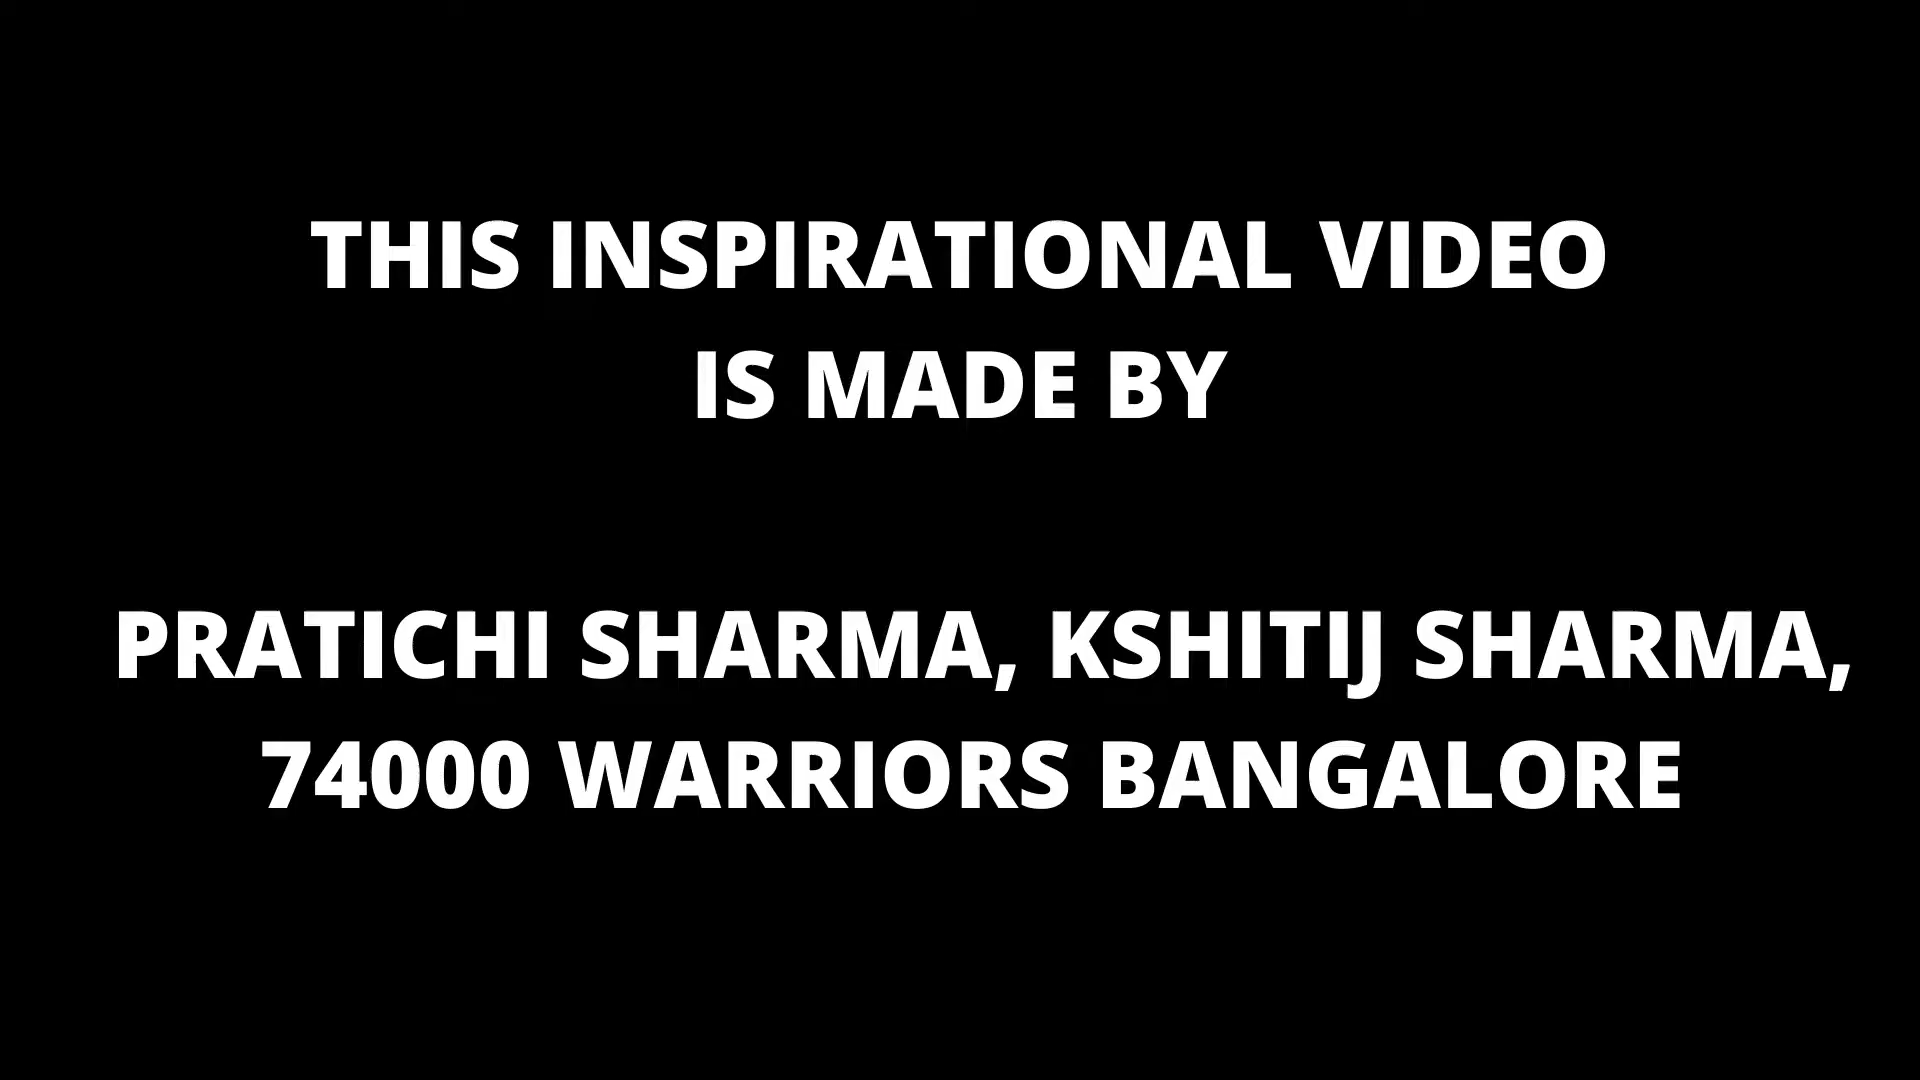 THIS INSPIRATIONAL VIDEO
IS MADE BY
PRATICHI SHARMA, KSHITIJ SHARMA,
74000 WARRIORS BANGALORE